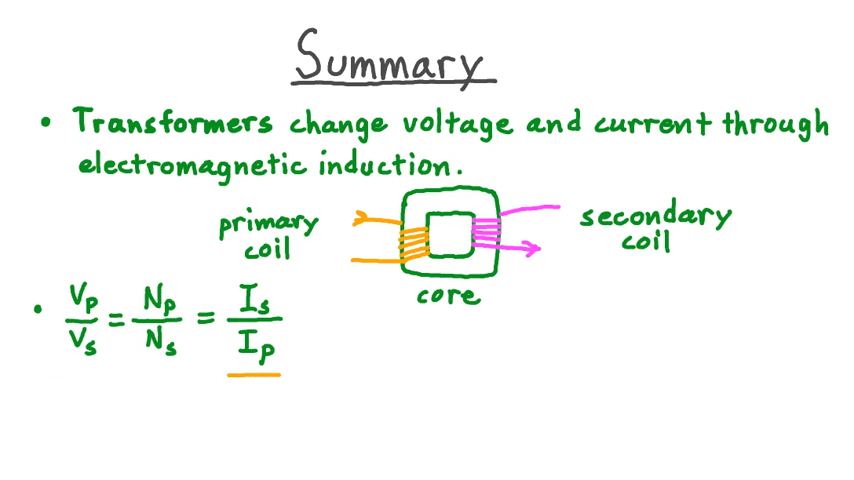 Summary
• Transformers change voltage and current through
electromagnetic induction.
primary
coil
secondary
coil
core
• Vp/Vs = Np/Ns = Is/Ip